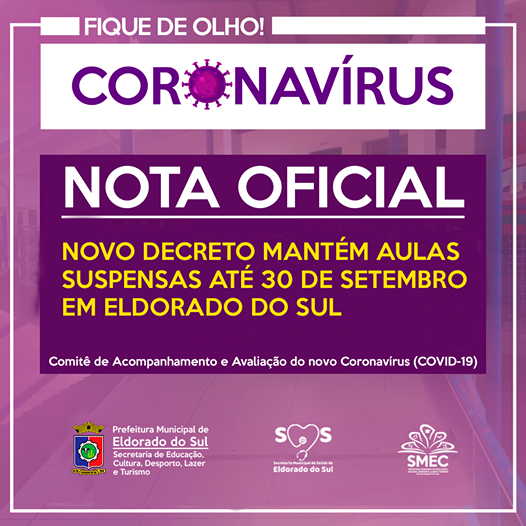 FIQUE DE OLHO!
CORONAVÍRUS
NOTA OFICIAL
NOVO DECRETO MANTÉM AULAS
SUSPENSAS ATÉ 30 DE SETEMBRO
EM ELDORADO DO SUL
Comitê de Acompanhamento e Avaliação do novo Coronavírus (COVID-19)
Prefeitura Municipal de
Eldorado do Sul
Secretaria de Educação,
Cultura, Desporto, Lazer
e Turismo
SOS
Secretaria Municipal de Saúde de
Eldorado do Sul
SMEC